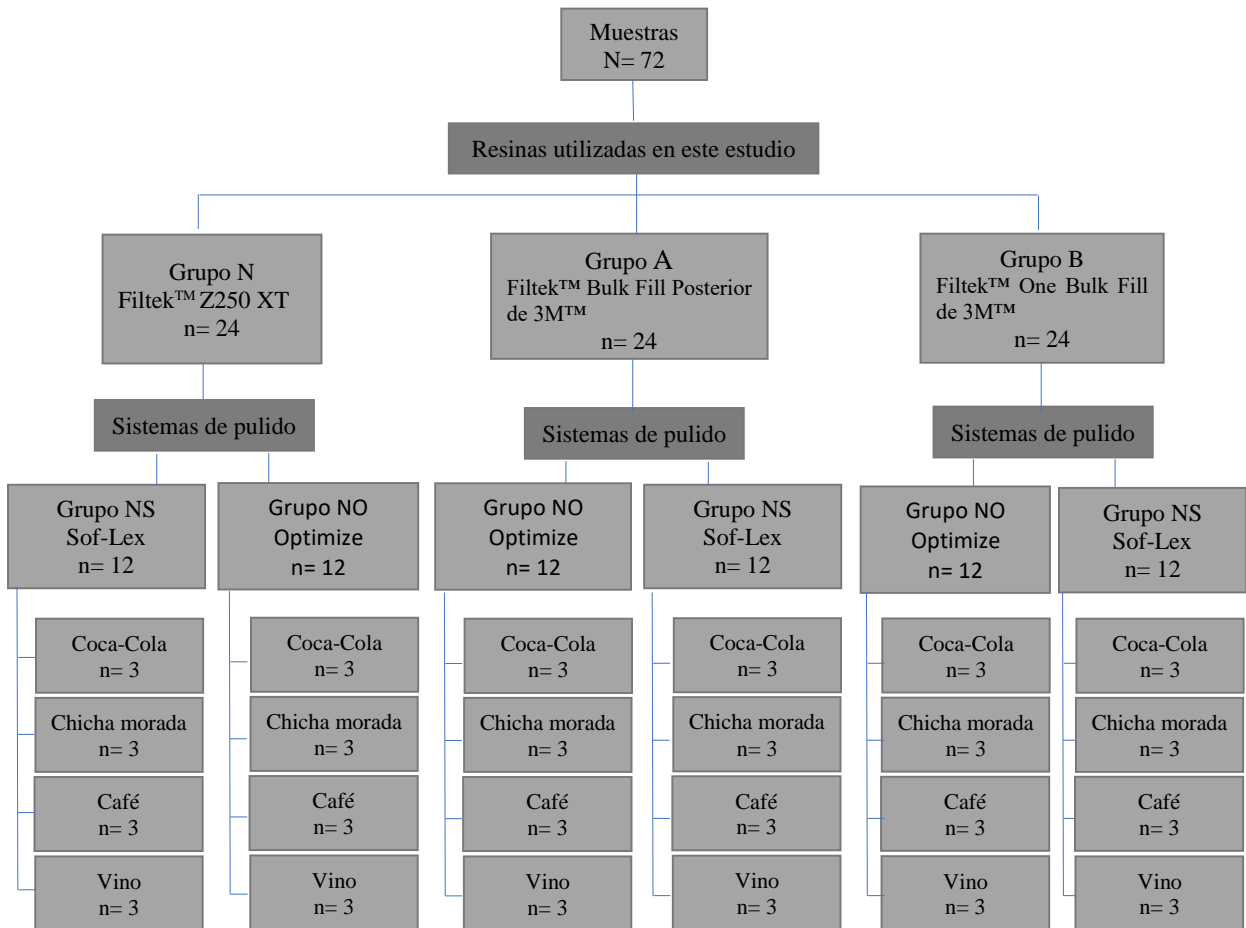 Muestras
N= 72
Resinas utilizadas en este estudio
Grupo N
Filtek™ Z250 XT
n= 24
Grupo A
Filtek™ Bulk Fill Posterior
de 3M™
n= 24
Grupo B
Filtek™ One Bulk Fill
de 3M™
n= 24
Sistemas de pulido
Sistemas de pulido
Sistemas de pulido
Grupo NS
Sof-Lex
n= 12
Grupo NO
Optimize
n= 12
Grupo NO
Optimize
n= 12
Grupo NS
Sof-Lex
n= 12
Grupo NO
Optimize
n= 12
Grupo NS
Sof-Lex
n= 12
Coca-Cola
n= 3
Coca-Cola
n= 3
Coca-Cola
n= 3
Coca-Cola
n= 3
Coca-Cola
n= 3
Coca-Cola
n= 3
Chicha morada
n= 3
Chicha morada
n= 3
Chicha morada
n= 3
Chicha morada
n= 3
Chicha morada
n= 3
Chicha morada
n= 3
Café
n= 3
Café
n= 3
Café
n= 3
Café
n= 3
Café
n= 3
Café
n= 3
Vino
n= 3
Vino
n= 3
Vino
n= 3
Vino
n= 3
Vino
n= 3
Vino
n= 3